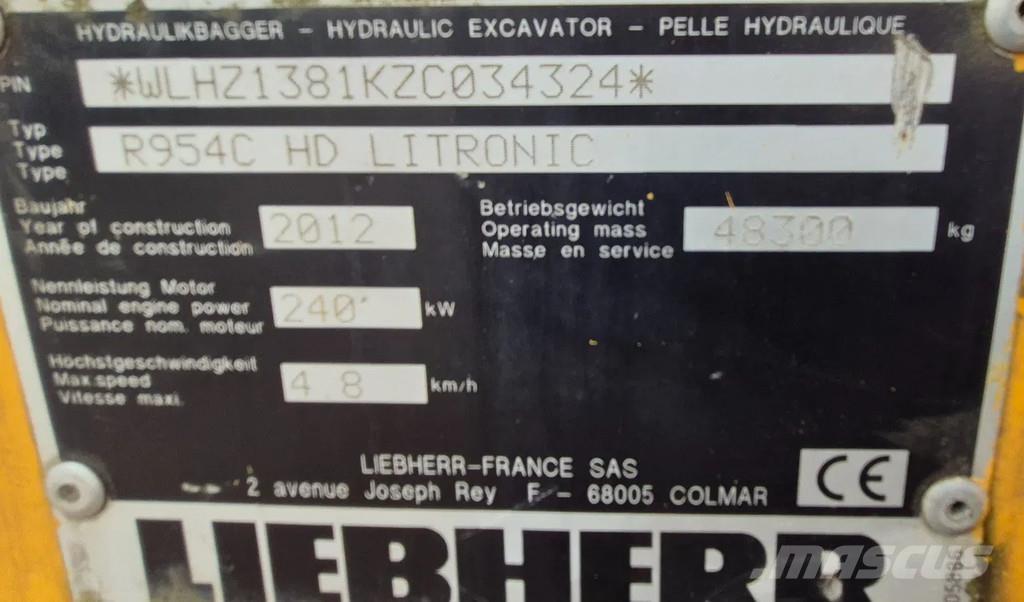 HYDRAULIKBAGGER - HYDRAULIC EXCAVATOR - PELLE HYDRAULIQUE
PIN *WLHZ1381KZC034324*
Typ
Type R954C HD LITRONIC
Type
Baujahr
Year of construction 2012
Année de construction
Betriebsgewicht
Operating mass 48300 kg
Masse en service
Nennleistung Motor
Nominal engine power 240 kW
Puissance nom. moteur
Höchstgeschwindigkeit
Max.speed 4.8 km/h
Vitesse maxi.
LIEBHERR-FRANCE SAS
2 avenue Joseph Rey F - 68005 COLMAR
CE
LIEBHERR
mascus